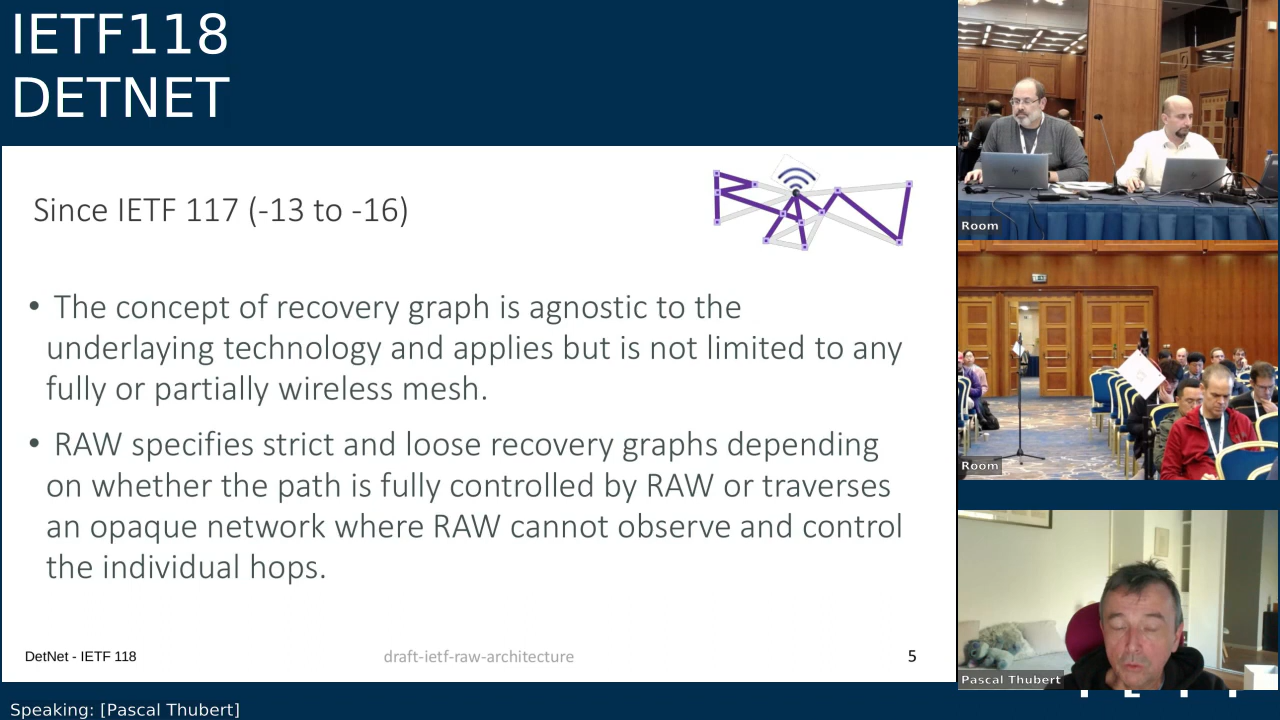 IETF118
DETNET
Since IETF 117 (-13 to -16)
• The concept of recovery graph is agnostic to the
underlaying technology and applies but is not limited to any
fully or partially wireless mesh.
• RAW specifies strict and loose recovery graphs depending
on whether the path is fully controlled by RAW or traverses
an opaque network where RAW cannot observe and control
the individual hops.
DetNet - IETF 118
draft-ietf-raw-architecture
5
Room
Room
Pascal Thubert
Speaking: [Pascal Thubert]